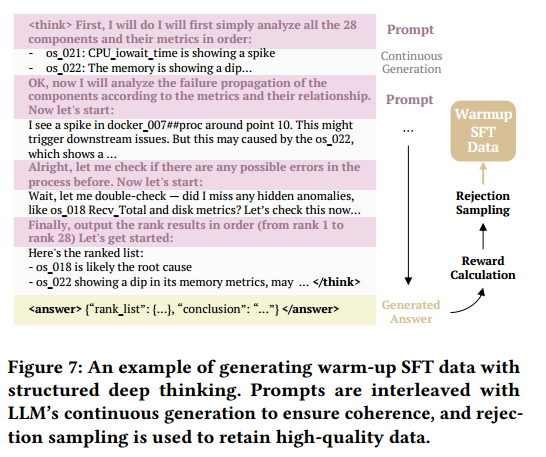 <think> First, I will do I will first simply analyze all the 28
components and their metrics in order:
- os_021: CPU_iowait_time is showing a spike
- os_022: The memory is showing a dip...
OK, now I will analyze the failure propagation of the
components according to the metrics and their relationship.
Now let's start:
I see a spike in docker_007##proc around point 10. This might
trigger downstream issues. But this may caused by the os_022,
which shows a ...
Alright, let me check if there are any possible errors in the
process before. Now let's start:
Wait, let me double-check — did I miss any hidden anomalies,
like os_018 Recv_Total and disk metrics? Let's check this now...
Finally, output the rank results in order (from rank 1 to
rank 28) Let's get started:
Here's the ranked list:
- os_018 is likely the root cause
- os_022 showing a dip in its memory metrics, may ... </think>
<answer> {"rank_list": {...}, "conclusion": "..."} </answer>
Prompt
Continuous
Generation
Prompt
...
Generated
Answer
Reward
Calculation
Rejection
Sampling
Warmup
SFT
Data
Figure 7: An example of generating warm-up SFT data with
structured deep thinking. Prompts are interleaved with
LLM's continuous generation to ensure coherence, and rejec-
tion sampling is used to retain high-quality data.